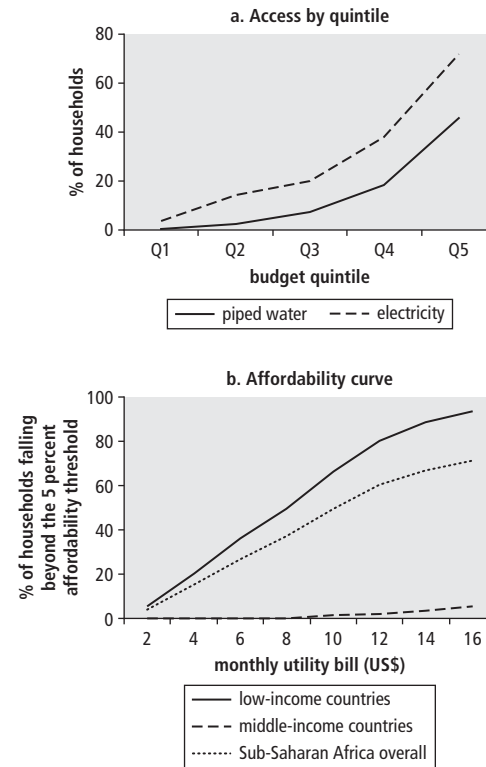 a. Access by quintile
80
60
40
20
0
% of households
Q1 Q2 Q3 Q4 Q5
budget quintile
piped water electricity
b. Affordability curve
100
80
60
40
20
0
% of households falling
beyond the 5 percent
affordability threshold
2 4 6 8 10 12 14 16
monthly utility bill (US$)
low-income countries
middle-income countries
Sub-Saharan Africa overall